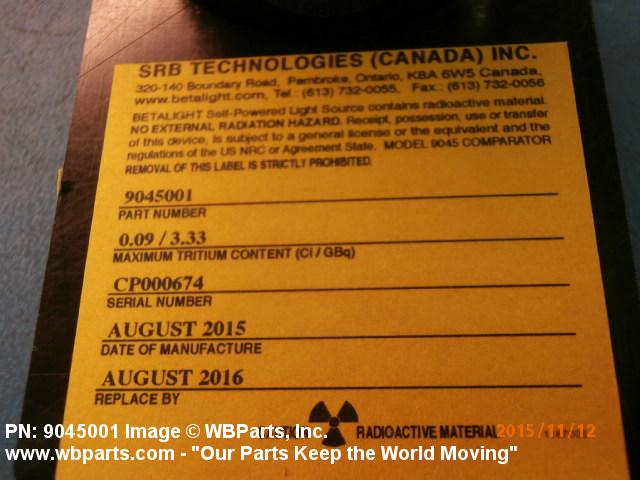 SRB TECHNOLOGIES (CANADA) INC.
320-140 Boundary Road, Pembroke, Ontario, K8A 6W5 Canada,
www.betalight.com, Tel.: (613) 732-0055, Fax.: (613) 732-0056
BETALIGHT Self-Powered Light Source contains radioactive material.
NO EXTERNAL RADIATION HAZARD. Receipt, possession, use or transfer
of this device, is subject to a general license or the equivalent and the
regulations of the US NRC or Agreement State. MODEL 9045 COMPARATOR
REMOVAL OF THIS LABEL IS STRICTLY PROHIBITED.
9045001
PART NUMBER
0.09 / 3.33
MAXIMUM TRITIUM CONTENT (Ci / GBq)
CP000674
SERIAL NUMBER
AUGUST 2015
DATE OF MANUFACTURE
AUGUST 2016
REPLACE BY
RADIOACTIVE MATERIAL
2015/11/12
PN: 9045001 Image © WBParts, Inc.
www.wbparts.com - "Our Parts Keep the World Moving"